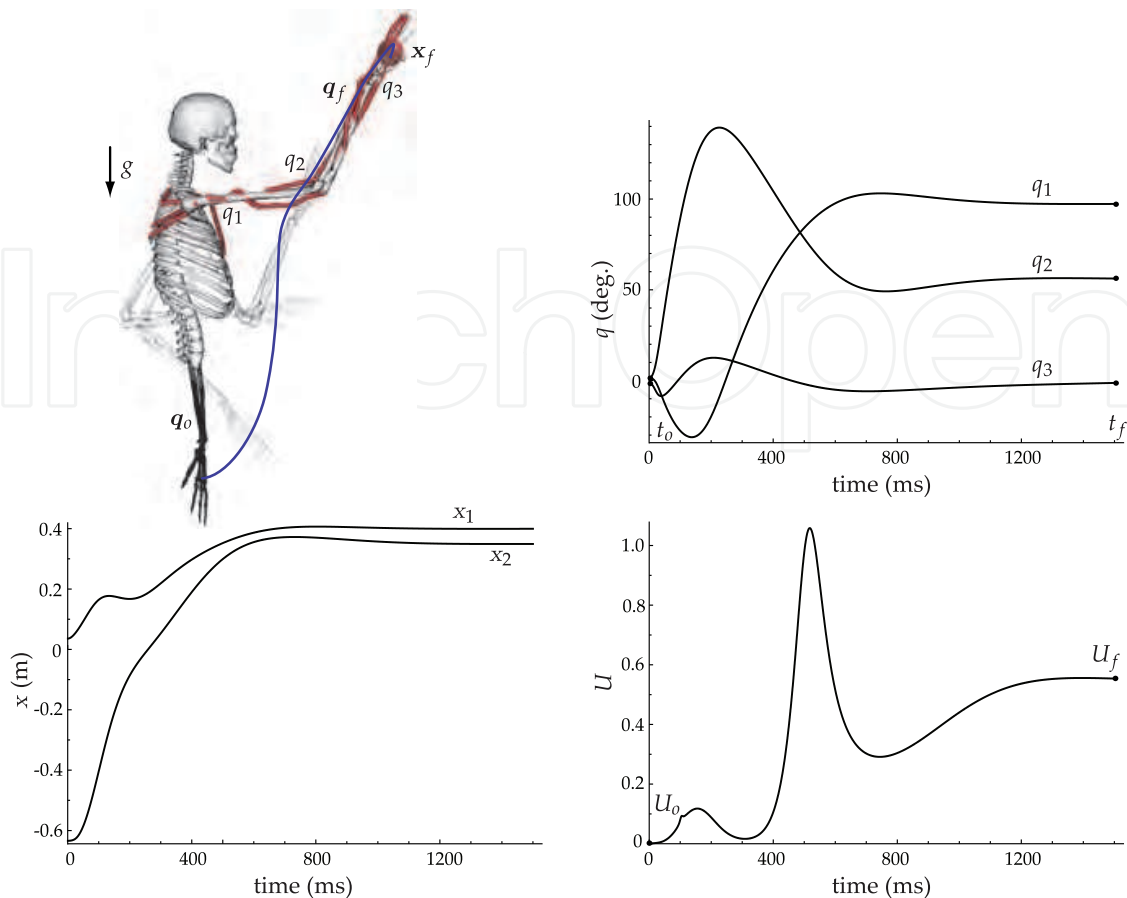 x_f
q_f
q_3
g
q_2
q_1
q_o
InTechOpen
100
50
0
q (deg.)
q_1
q_2
q_3
t_o
t_f
0 400 800 1200
time (ms)
0.4
0.2
0
-0.2
-0.4
-0.6
x (m)
x_1
x_2
0 400 800 1200
time (ms)
1.0
0.8
0.6
0.4
0.2
0
U
U_o
U_f
0 400 800 1200
time (ms)